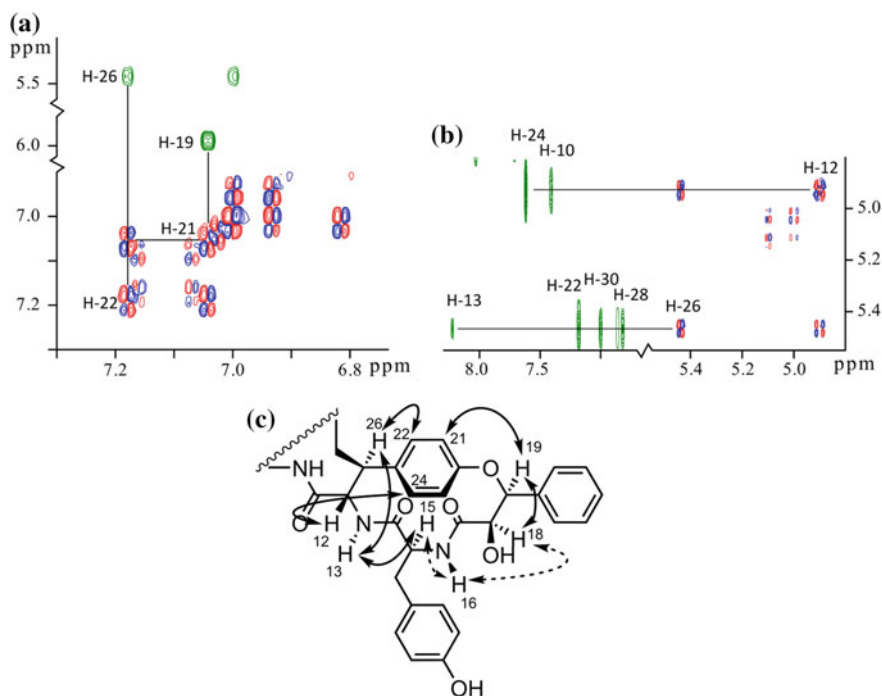 (a)
ppm
5.5
6.0
7.0
7.2
H-26
H-19
H-21
H-22
7.2
7.0
6.8
ppm
(b)
ppm
H-24
H-10
H-12
5.0
5.2
H-13
H-22
H-30
H-28
H-26
5.4
8.0
7.5
5.4
5.2
5.0
ppm
(c)
26
H
22
21
19
H
NH
O
O
24
15
O
H
O
H
12
N
H
13
N
H
16
OH
H
18
OH